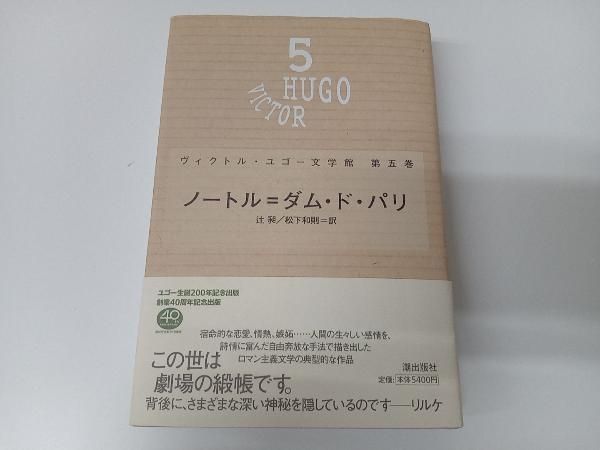 5
VICTOR
HUGO
ヴィクトル・ユゴー文学館 第五巻
ノートル=ダム・ド・パリ
辻 昶/松下和則=訳
ユゴー生誕200年記念出版
創業40周年記念出版
40
宿命的な恋愛、情熱、嫉妬……人間の生々しい感情を、
詩情に富んだ自由奔放な手法で描き出した
ロマン主義文学の典型的な作品
この世は
劇場の緞帳です。
背後に、さまざまな深い神秘を隠しているのです――リルケ
潮出版社
定価:本体5400円